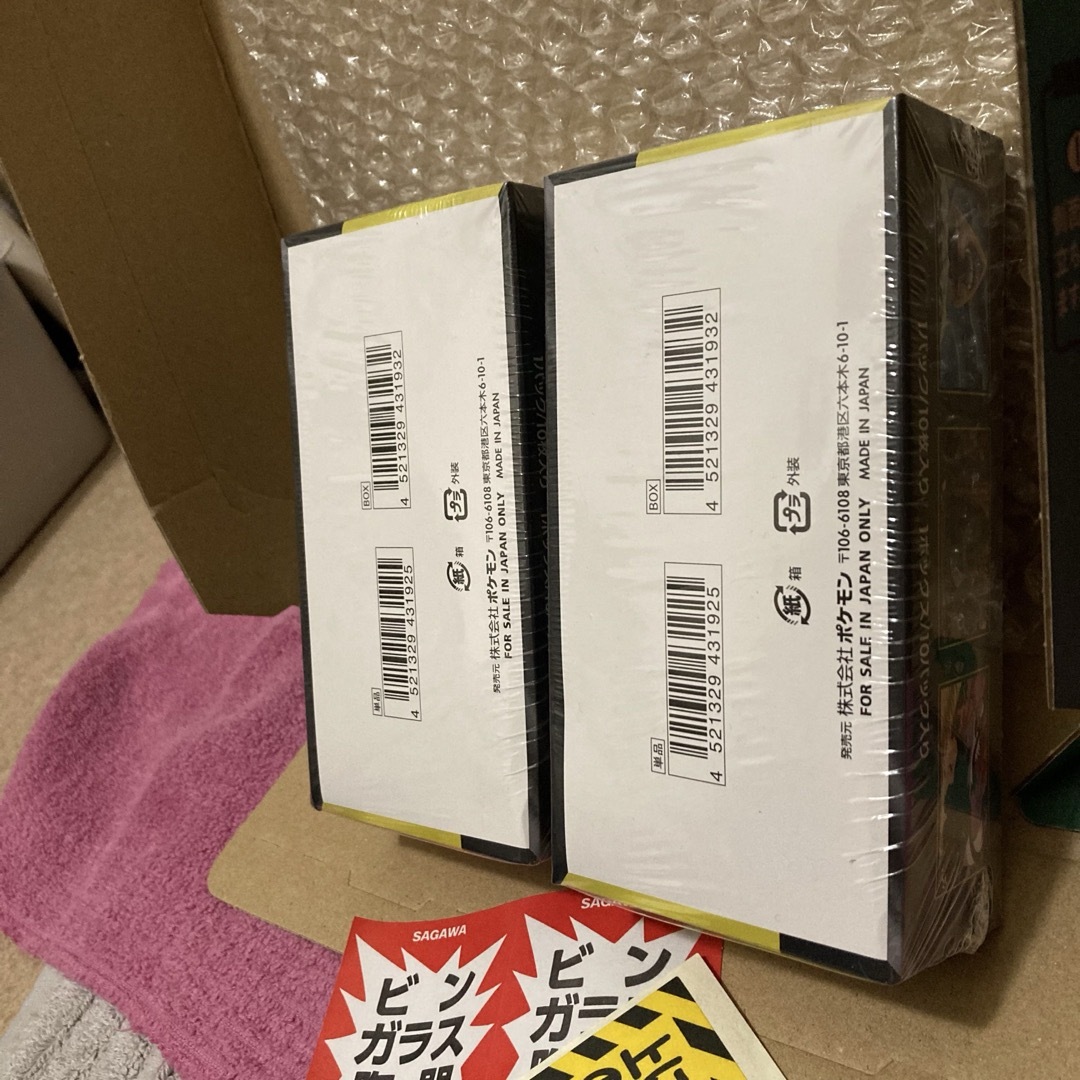 単品
4 521329 431925
BOX
4 521329 431932
紙 箱
プラ 外装
発売元 株式会社ポケモン 〒106-6108 東京都港区六本木6-10-1
FOR SALE IN JAPAN ONLY MADE IN JAPAN
単品
4 521329 431925
BOX
4 521329 431932
紙 箱
プラ 外装
発売元 株式会社ポケモン 〒106-6108 東京都港区六本木6-10-1
FOR SALE IN JAPAN ONLY MADE IN JAPAN
SAGAWA
ビン
ガラス
ビン
ガラス